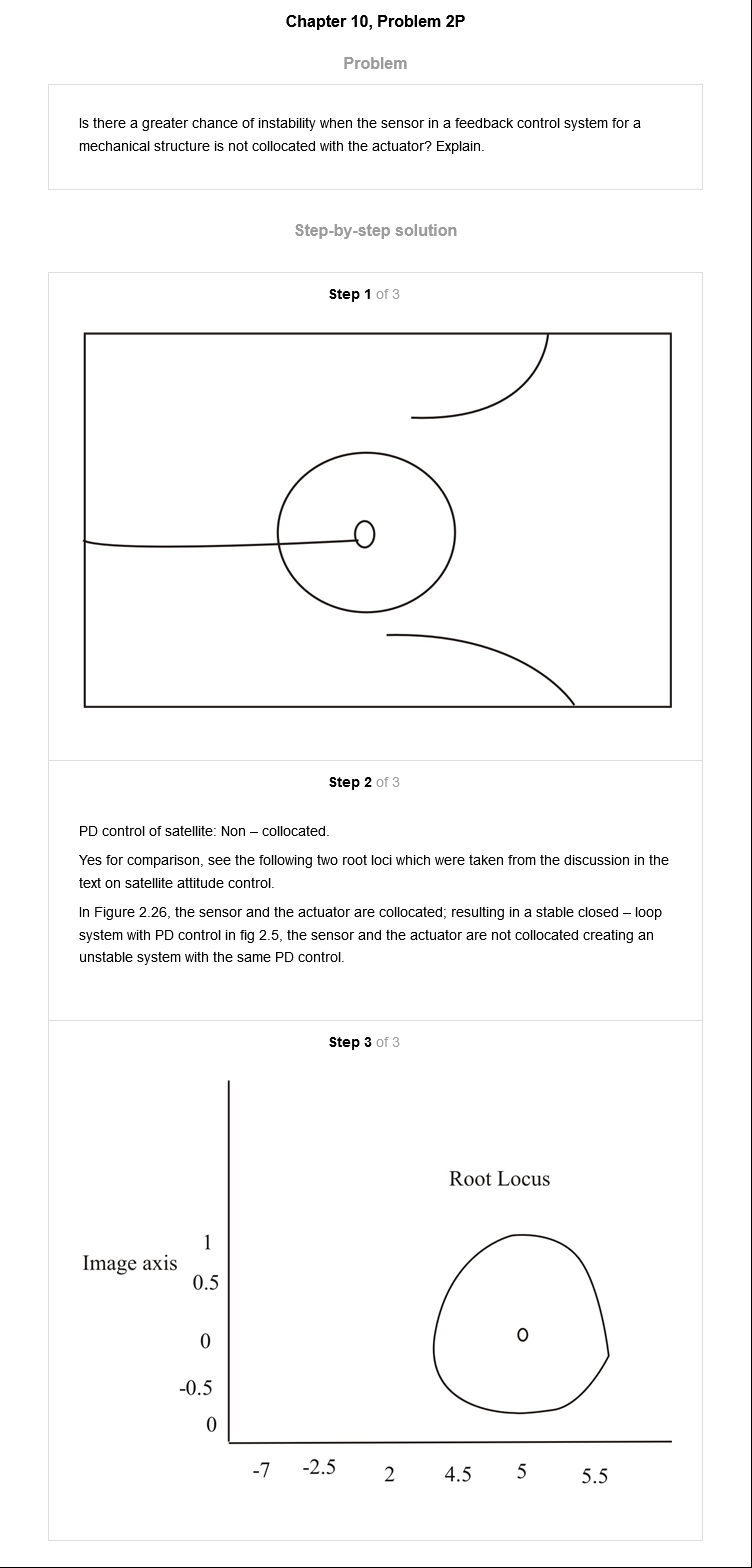 Chapter 10, Problem 2P
Problem
Is there a greater chance of instability when the sensor in a feedback control system for a
mechanical structure is not collocated with the actuator? Explain.
Step-by-step solution
Step 1 of 3
Step 2 of 3
PD control of satellite: Non – collocated.
Yes for comparison, see the following two root loci which were taken from the discussion in the
text on satellite attitude control.
In Figure 2.26, the sensor and the actuator are collocated; resulting in a stable closed – loop
system with PD control in fig 2.5, the sensor and the actuator are not collocated creating an
unstable system with the same PD control.
Step 3 of 3
Root Locus
1
Image axis
0.5
0
-0.5
0
-7 -2.5 2 4.5 5 5.5